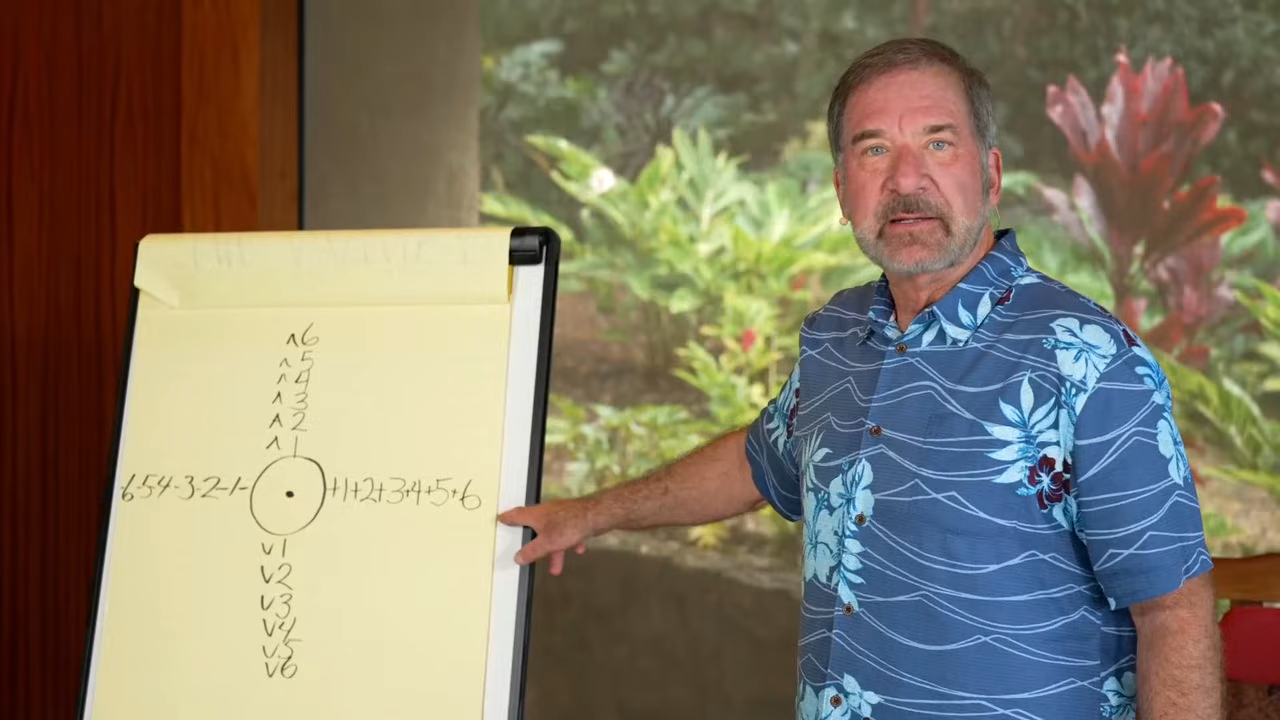 ^6
^5
^4
^3
^2
^1
-6-5-4-3-2-1- +1+2+3+4+5+6
v1
v2
v3
v4
v5
v6